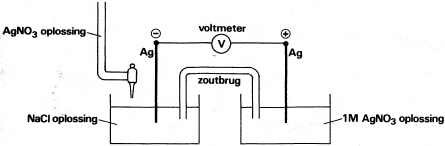 AgNO₃ oplossing
voltmeter
⊖
V
⊕
Ag
Ag
zoutbrug
NaCl oplossing
1M AgNO₃ oplossing